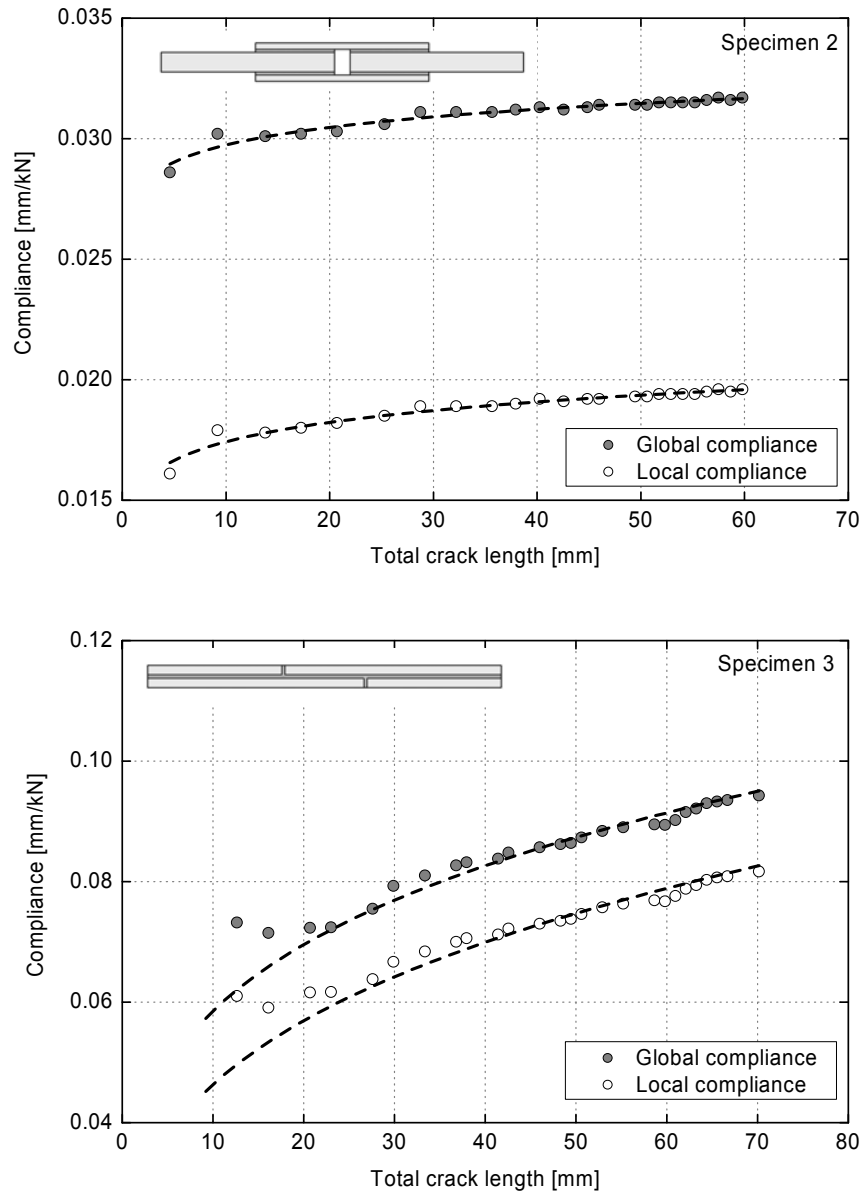 0.035
Specimen 2
0.030
0.025
0.020
0.015
Compliance [mm/kN]
Global compliance
Local compliance
0 10 20 30 40 50 60 70
Total crack length [mm]
0.12
Specimen 3
0.10
0.08
0.06
0.04
Compliance [mm/kN]
Global compliance
Local compliance
0 10 20 30 40 50 60 70
Total crack length [mm]